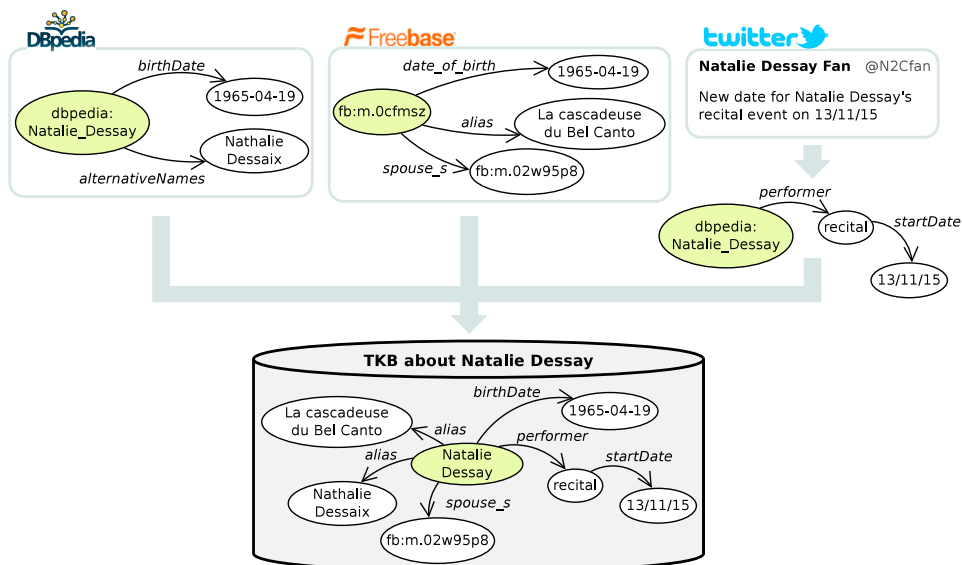 DBpedia
birthDate
1965-04-19
dbpedia:
Natalie_Dessay
Nathalie
Dessaix
alternativeNames
Freebase
date_of_birth
1965-04-19
fb:m.0cfmsz
alias
La cascadeuse
du Bel Canto
spouse_s
fb:m.02w95p8
twitter
Natalie Dessay Fan @N2Cfan
New date for Natalie Dessay's
recital event on 13/11/15
performer
dbpedia:
Natalie_Dessay
recital
startDate
13/11/15
TKB about Natalie Dessay
birthDate
1965-04-19
La cascadeuse
du Bel Canto
alias
performer
alias
Natalie
Dessay
startDate
recital
Nathalie
Dessaix
spouse_s
13/11/15
fb:m.02w95p8